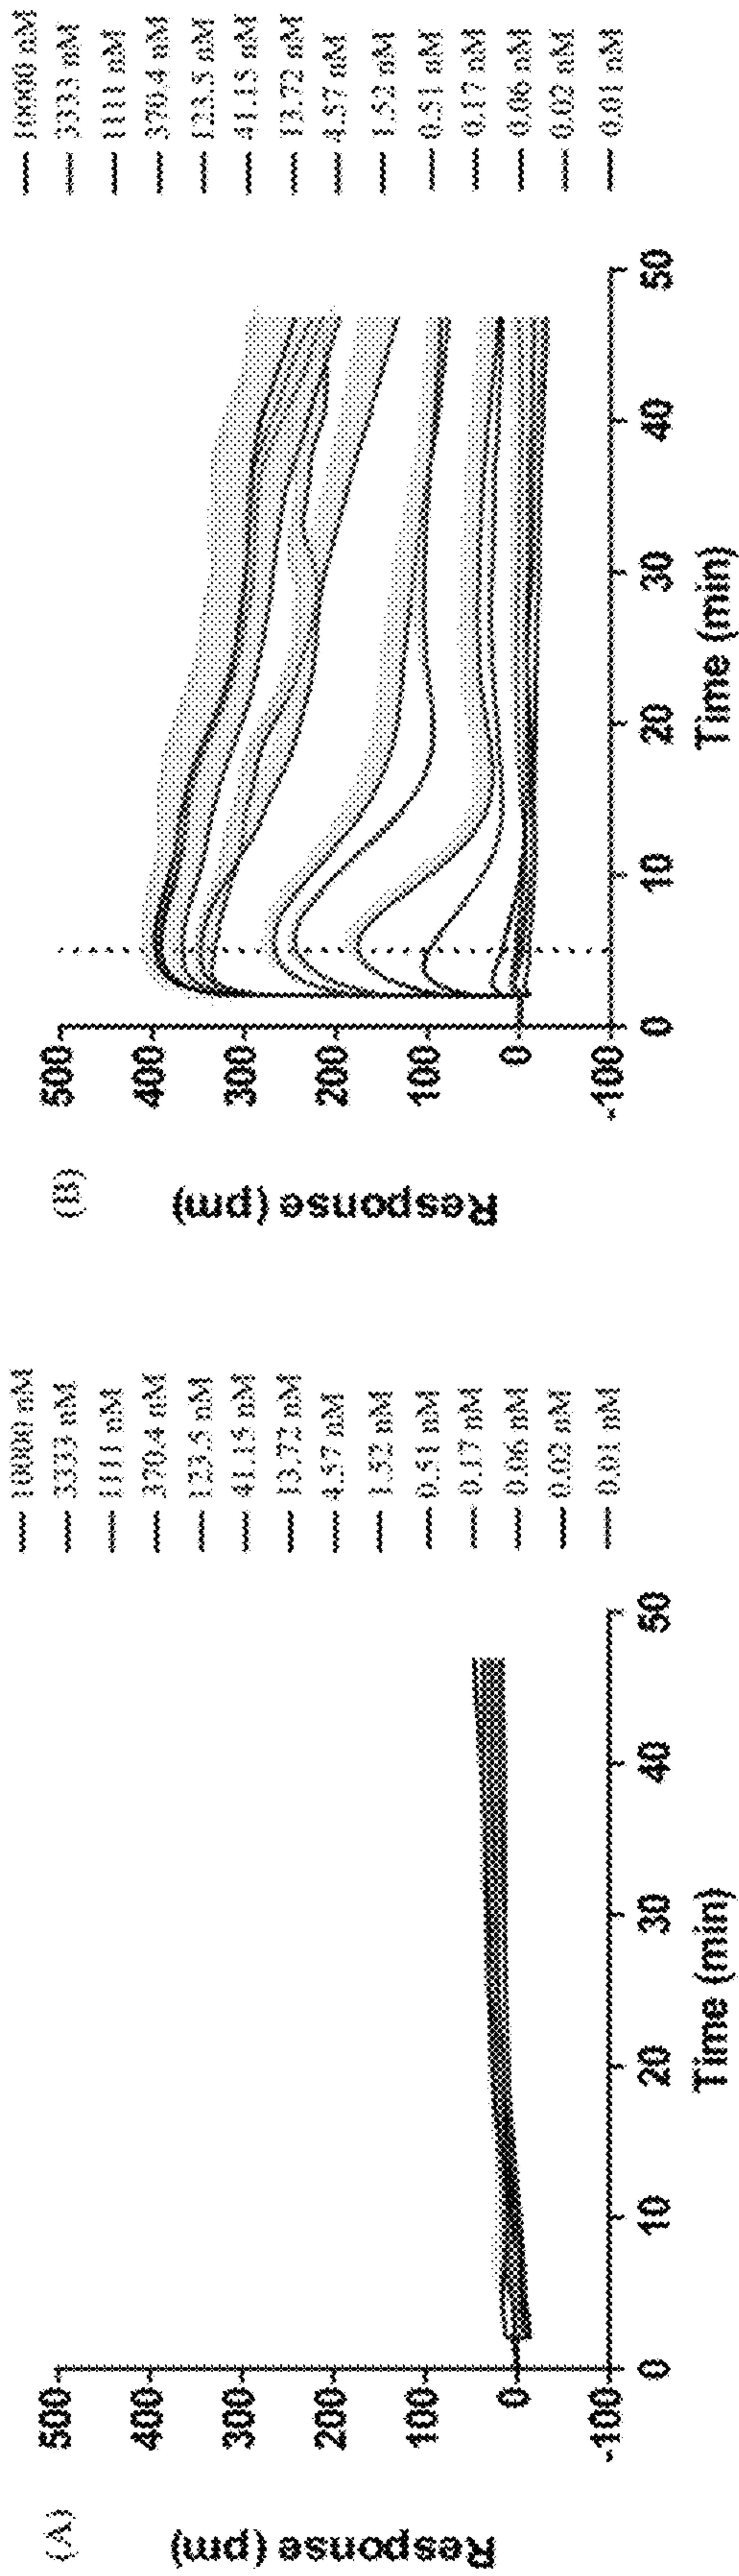 (A)
Response (pm)
500
400
300
200
100
0
-100
0 10 20 30 40 50
Time (min)
10000 nM
3333 nM
1111 nM
370.4 nM
123.5 nM
41.15 nM
13.72 nM
4.57 nM
1.52 nM
0.51 nM
0.17 nM
0.06 nM
0.02 nM
0.01 nM
(B)
Response (pm)
500
400
300
200
100
0
-100
0 10 20 30 40 50
Time (min)
10000 nM
3333 nM
1111 nM
370.4 nM
123.5 nM
41.15 nM
13.72 nM
4.57 nM
1.52 nM
0.51 nM
0.17 nM
0.06 nM
0.02 nM
0.01 nM